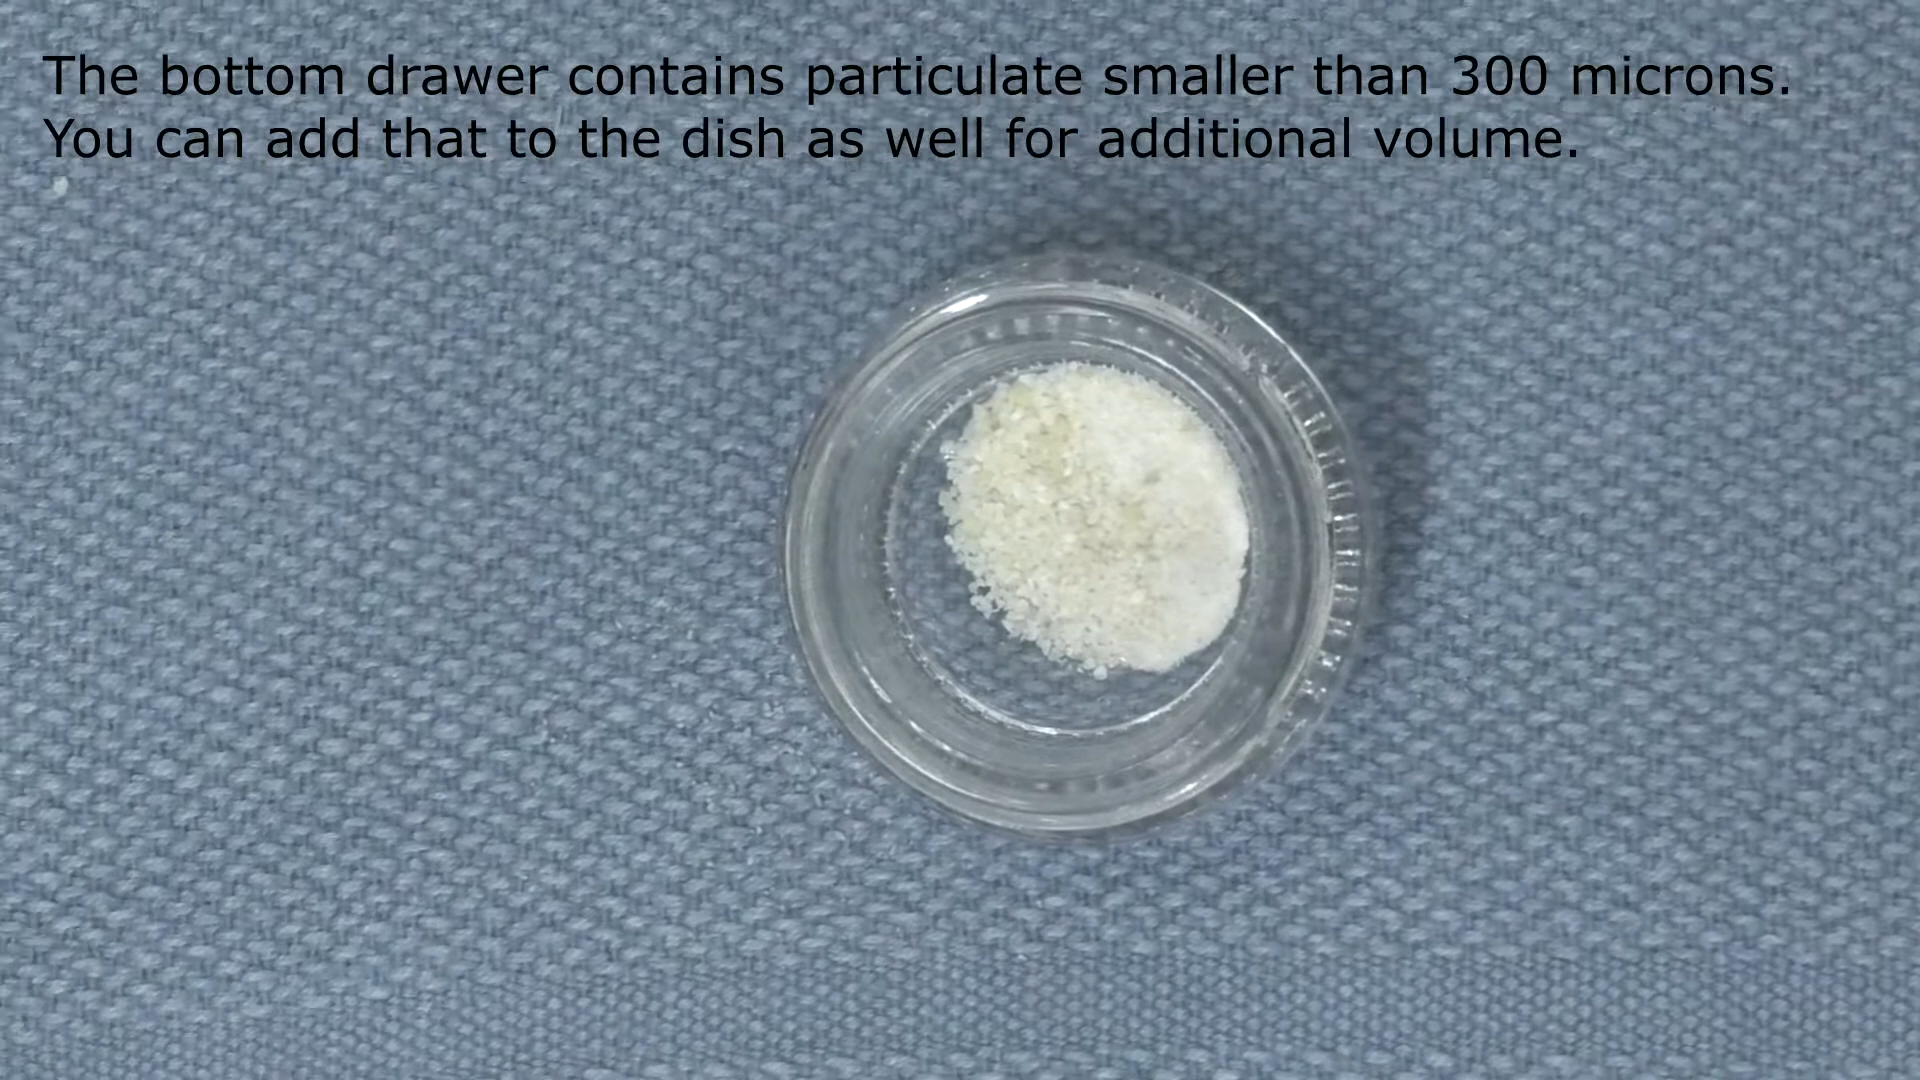 The bottom drawer contains particulate smaller than 300 microns.
You can add that to the dish as well for additional volume.